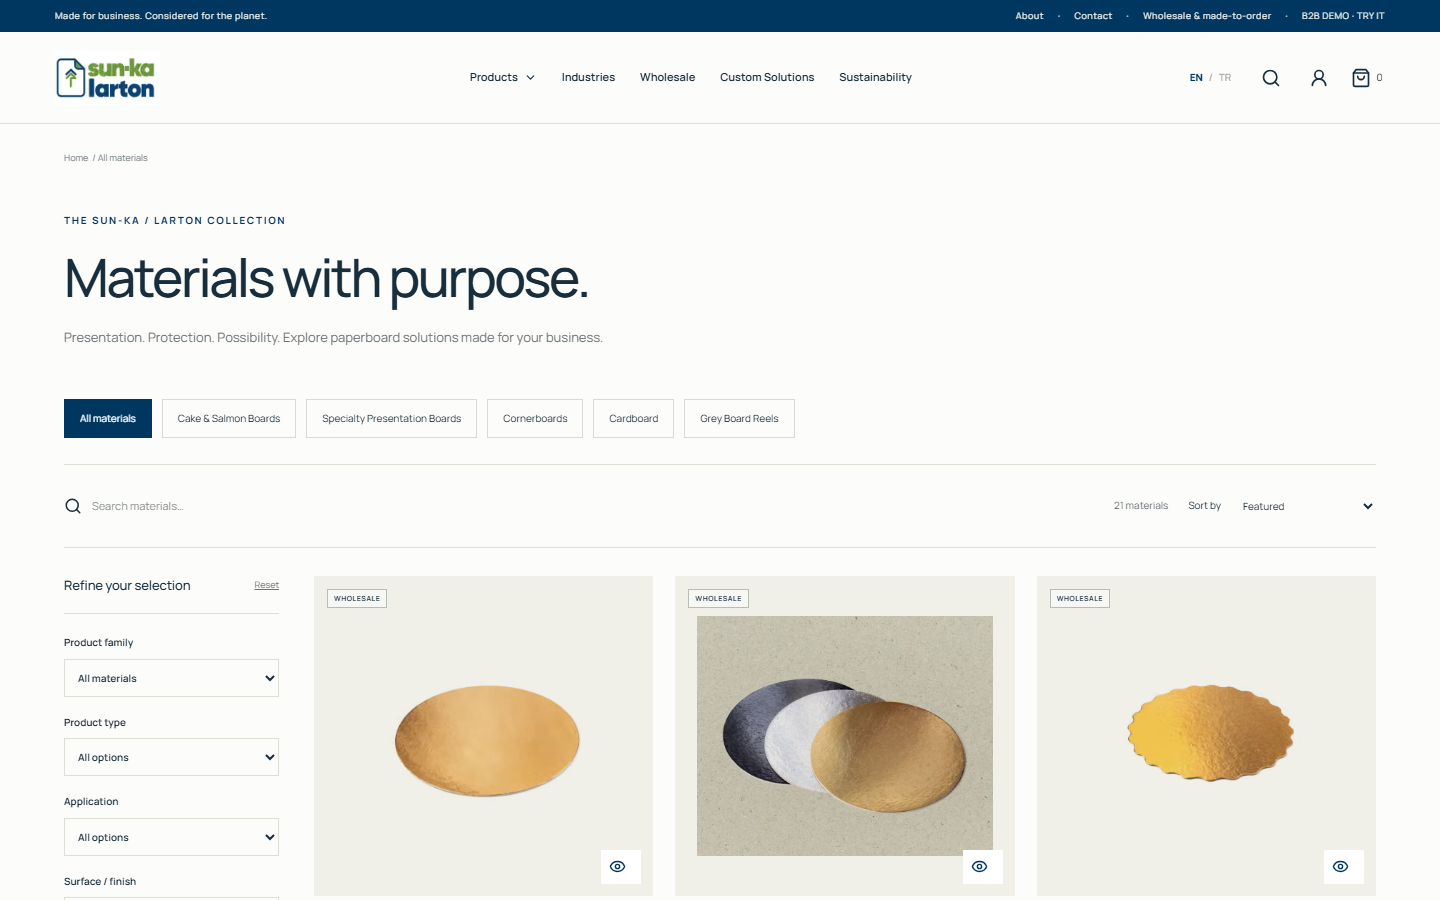 Made for business. Considered for the planet.
About · Contact · Wholesale & made-to-order · B2B DEMO · TRY IT
sun-ka
larton
Products Industries Wholesale Custom Solutions Sustainability
EN / TR
0
Home / All materials
THE SUN-KA / LARTON COLLECTION
Materials with purpose.
Presentation. Protection. Possibility. Explore paperboard solutions made for your business.
All materials Cake & Salmon Boards Specialty Presentation Boards Cornerboards Cardboard Grey Board Reels
Search materials...
21 materials Sort by Featured
Refine your selection Reset
WHOLESALE WHOLESALE WHOLESALE
Product family
All materials
Product type
All options
Application
All options
Surface / finish